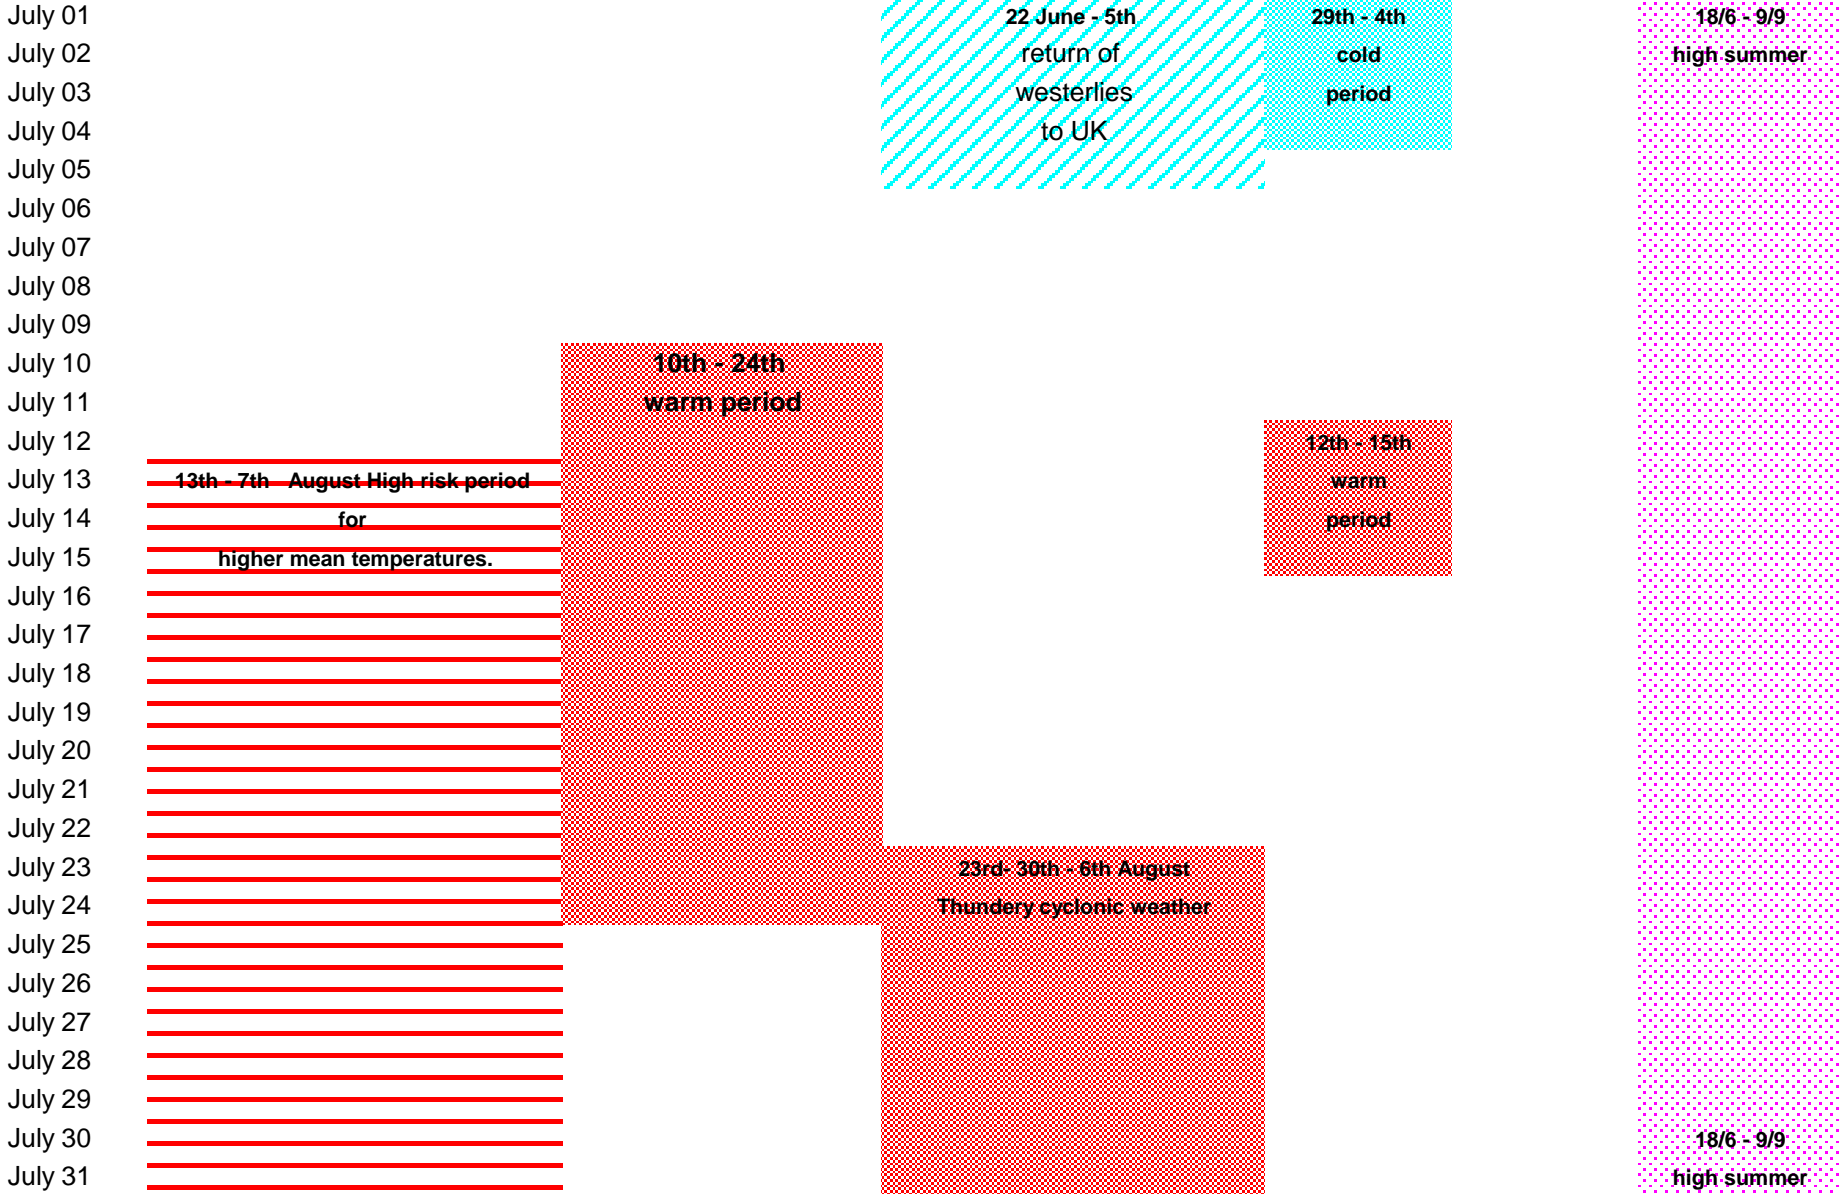 July 01
22 June - 5th
29th - 4th
18/6 - 9/9
July 02
return of
cold
high summer
July 03
westerlies
period
July 04
to UK
July 05
July 06
July 07
July 08
July 09
July 10
10th - 24th
July 11
warm period
July 12
12th - 15th
July 13
13th - 7th August High risk period
warm
July 14
for
period
July 15
higher mean temperatures.
July 16
July 17
July 18
July 19
July 20
July 21
July 22
July 23
23rd- 30th - 6th August
July 24
Thundery cyclonic weather
July 25
July 26
July 27
July 28
July 29
July 30
18/6 - 9/9
July 31
high summer